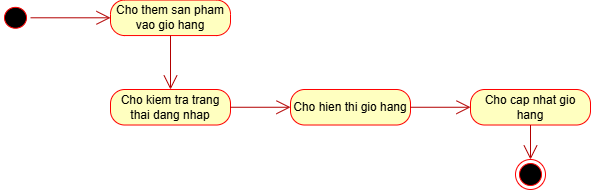 Cho them san pham
vao gio hang
Cho kiem tra trang
thai dang nhap
Cho hien thi gio hang
Cho cap nhat gio
hang